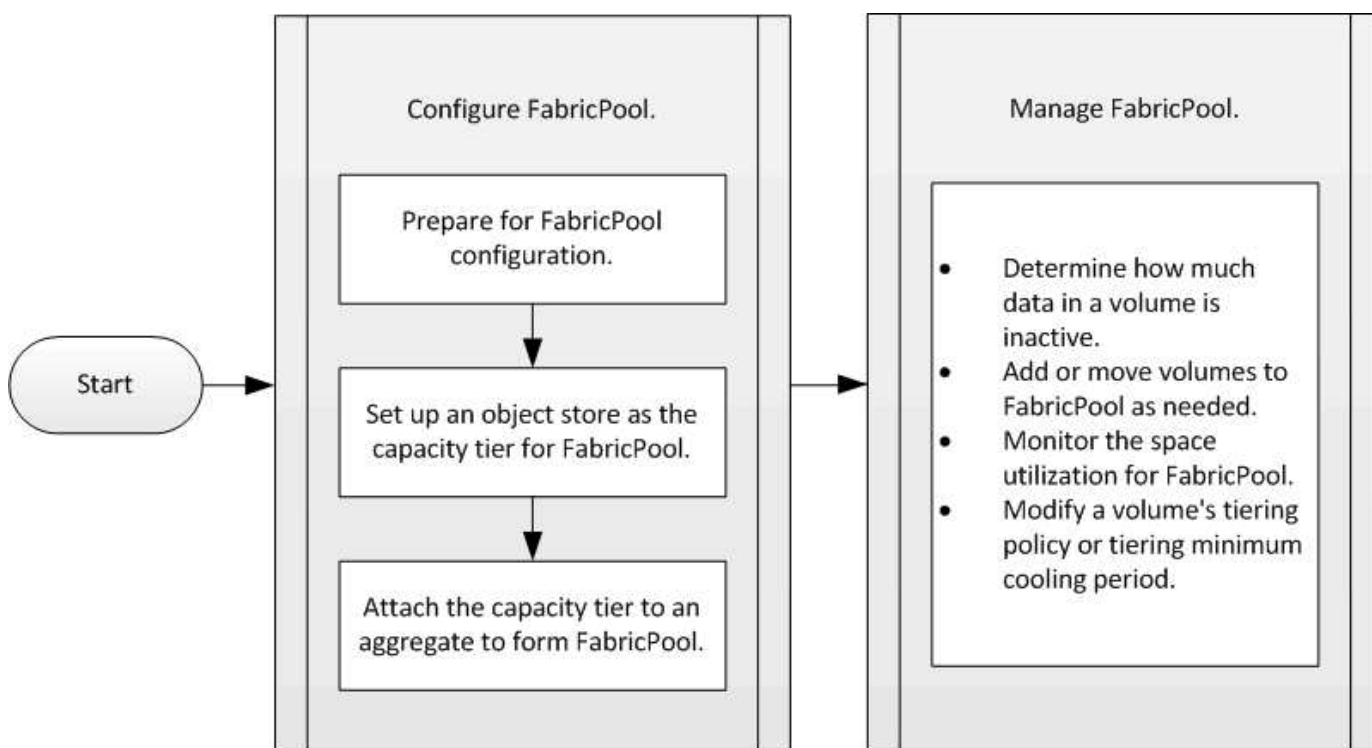 Start
Configure FabricPool.
Prepare for FabricPool
configuration.
Set up an object store as the
capacity tier for FabricPool.
Attach the capacity tier to an
aggregate to form FabricPool.
Manage FabricPool.
• Determine how much
data in a volume is
inactive.
• Add or move volumes to
FabricPool as needed.
• Monitor the space
utilization for FabricPool.
• Modify a volume's tiering
policy or tiering minimum
cooling period.